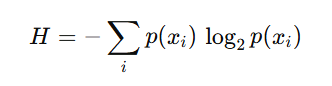 H = − ∑_i p(x_i) log_2 p(x_i)